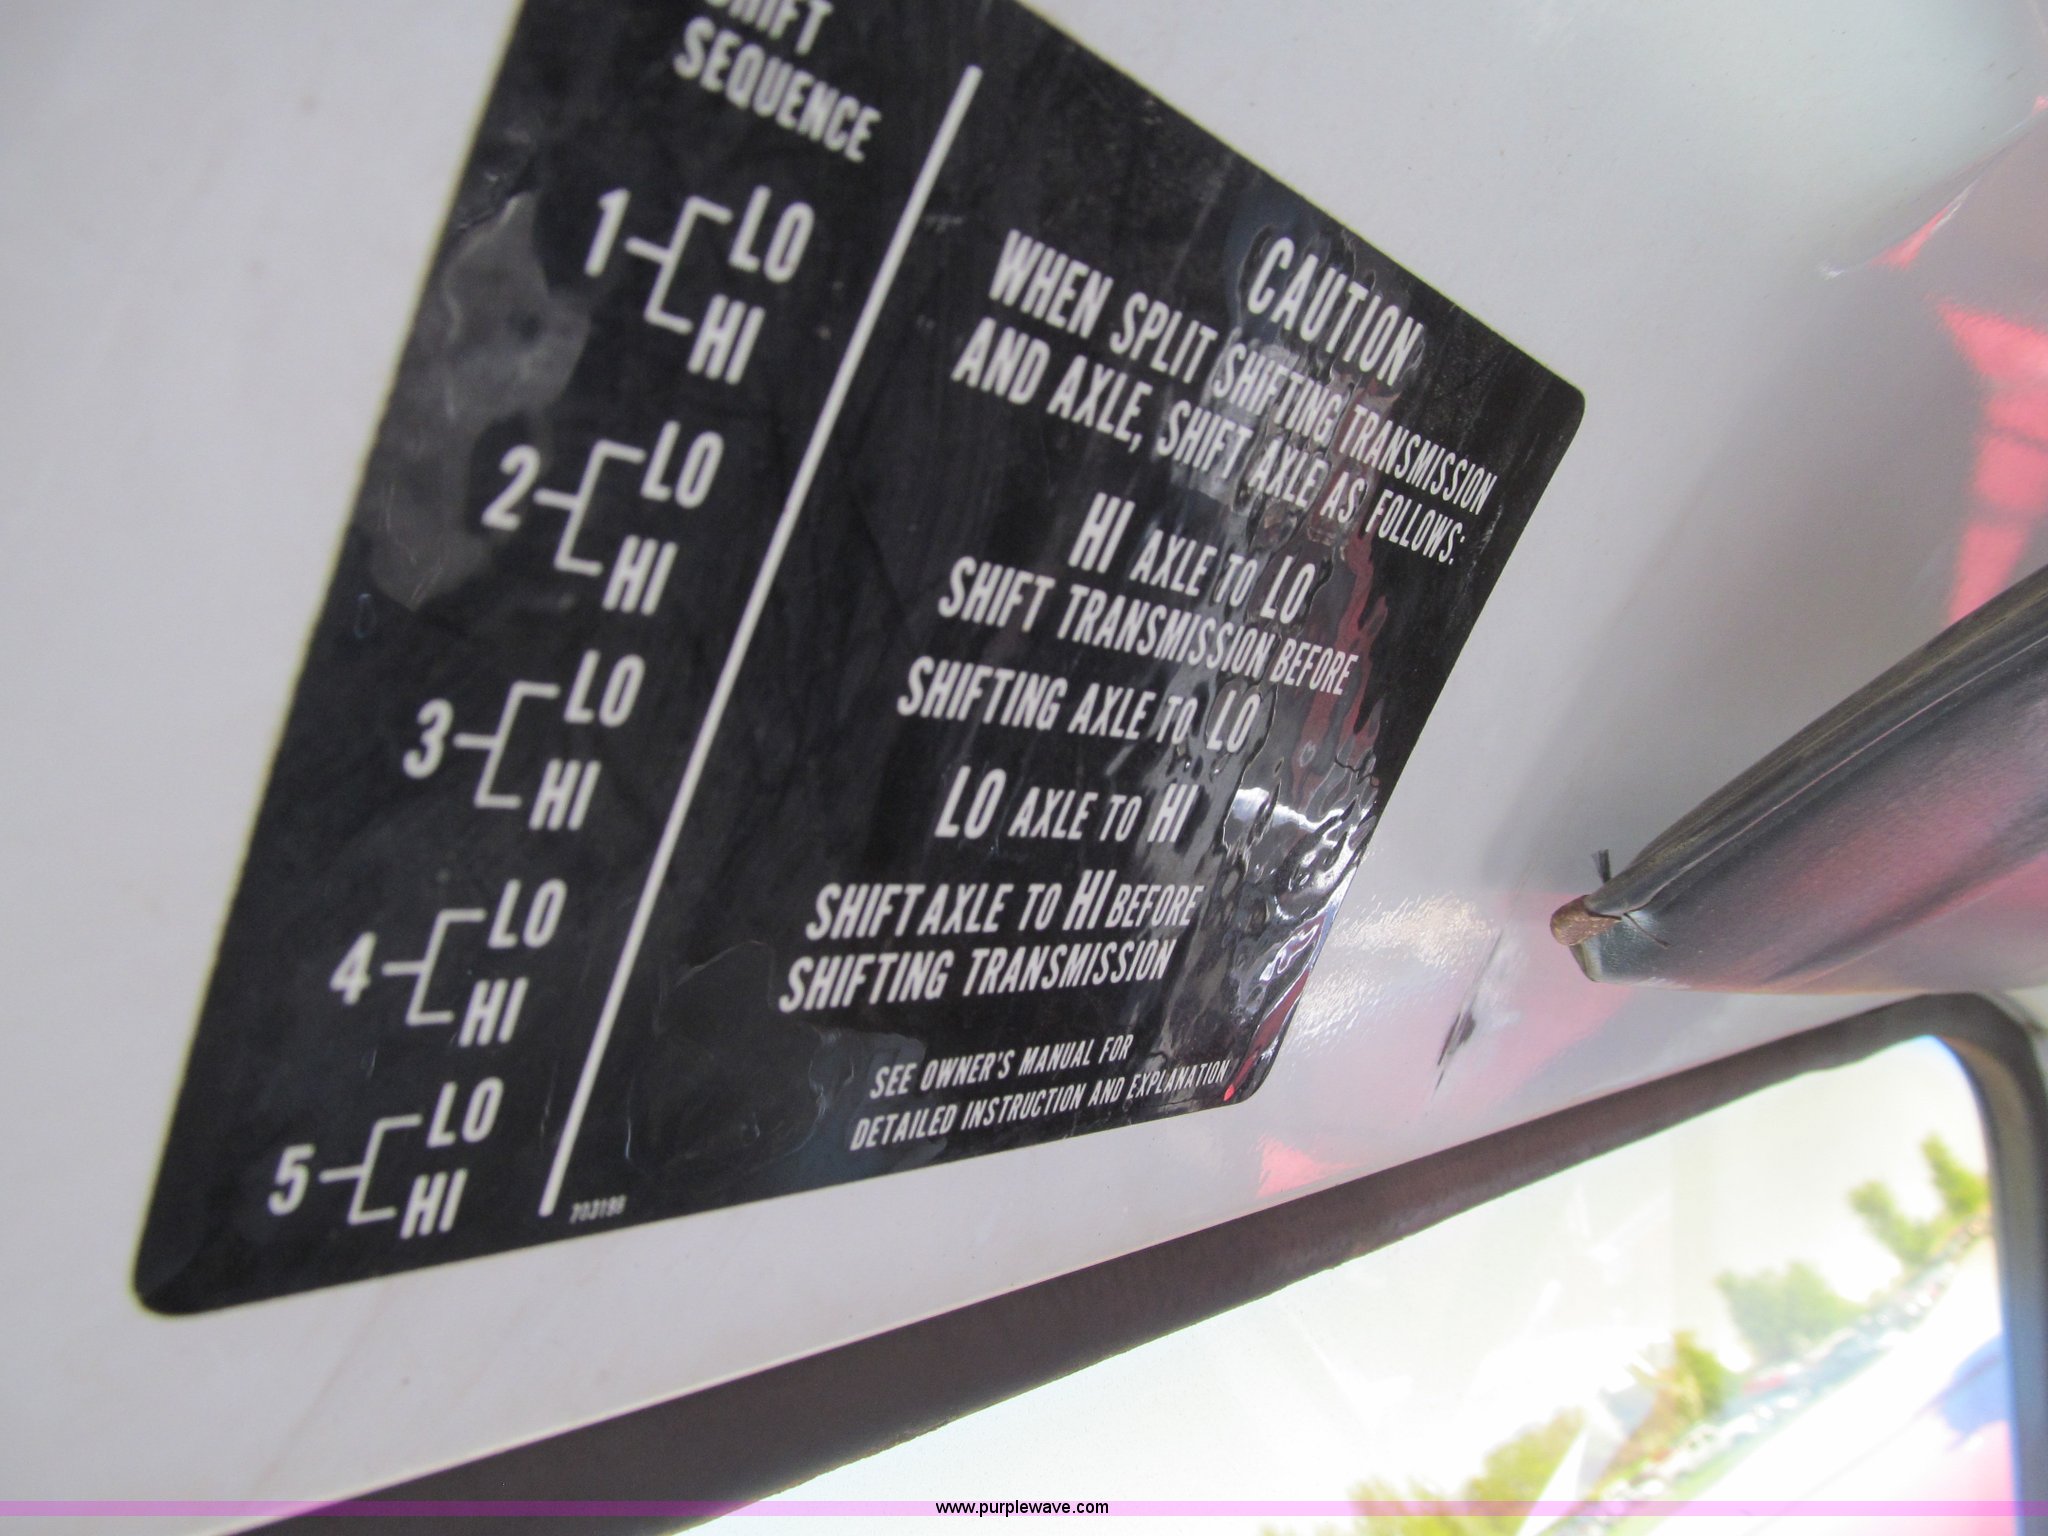 SHIFT
SEQUENCE
1 LO
HI
2 LO
HI
3 LO
HI
4 LO
HI
5 LO
HI
CAUTION
WHEN SPLIT SHIFTING TRANSMISSION
AND AXLE, SHIFT AXLE AS FOLLOWS:
HI AXLE TO LO
SHIFT TRANSMISSION BEFORE
SHIFTING AXLE TO LO
LO AXLE TO HI
SHIFT AXLE TO HI BEFORE
SHIFTING TRANSMISSION
SEE OWNER'S MANUAL FOR
DETAILED INSTRUCTION AND EXPLANATION
703198
www.purplewave.com